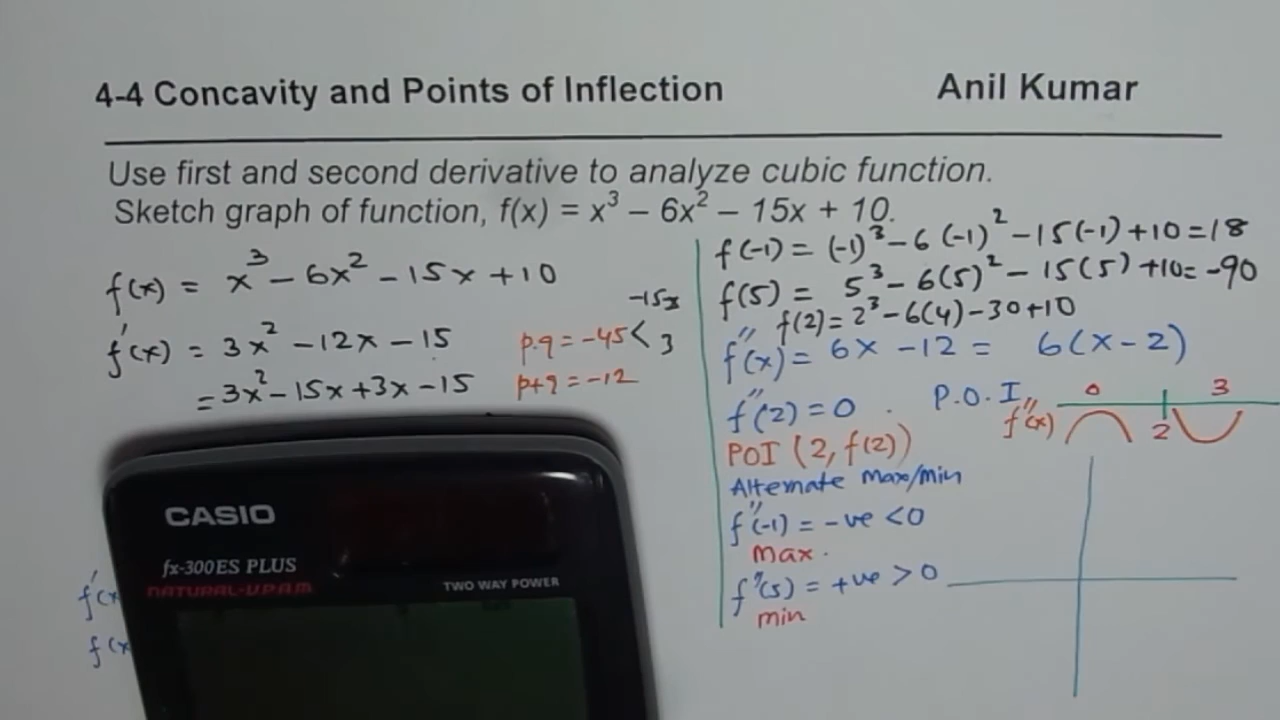 4-4 Concavity and Points of Inflection Anil Kumar
Use first and second derivative to analyze cubic function.
Sketch graph of function, f(x) = x³ – 6x² – 15x + 10.
f(x) = x³ - 6x² - 15x + 10
f'(x) = 3x² - 12x - 15
= 3x² - 15x + 3x - 15
p.q = -45 <
-15x
3
p+q = -12
f(-1) = (-1)³ - 6(-1)² - 15(-1) + 10 = 18
f(5) = 5³ - 6(5)² - 15(5) + 10 = -90
f(2) = 2³ - 6(4) - 30 + 10
f''(x) = 6x - 12 = 6(x - 2)
f''(2) = 0 . P.O.I
POI (2, f(2))
0 3
f''(x) 2
Alternate max/min
f''(-1) = -ve < 0
max.
f''(5) = +ve > 0
min
f'(x
f(x
CASIO
fx-300ES PLUS
NATURAL-V.P.A.M.
TWO WAY POWER